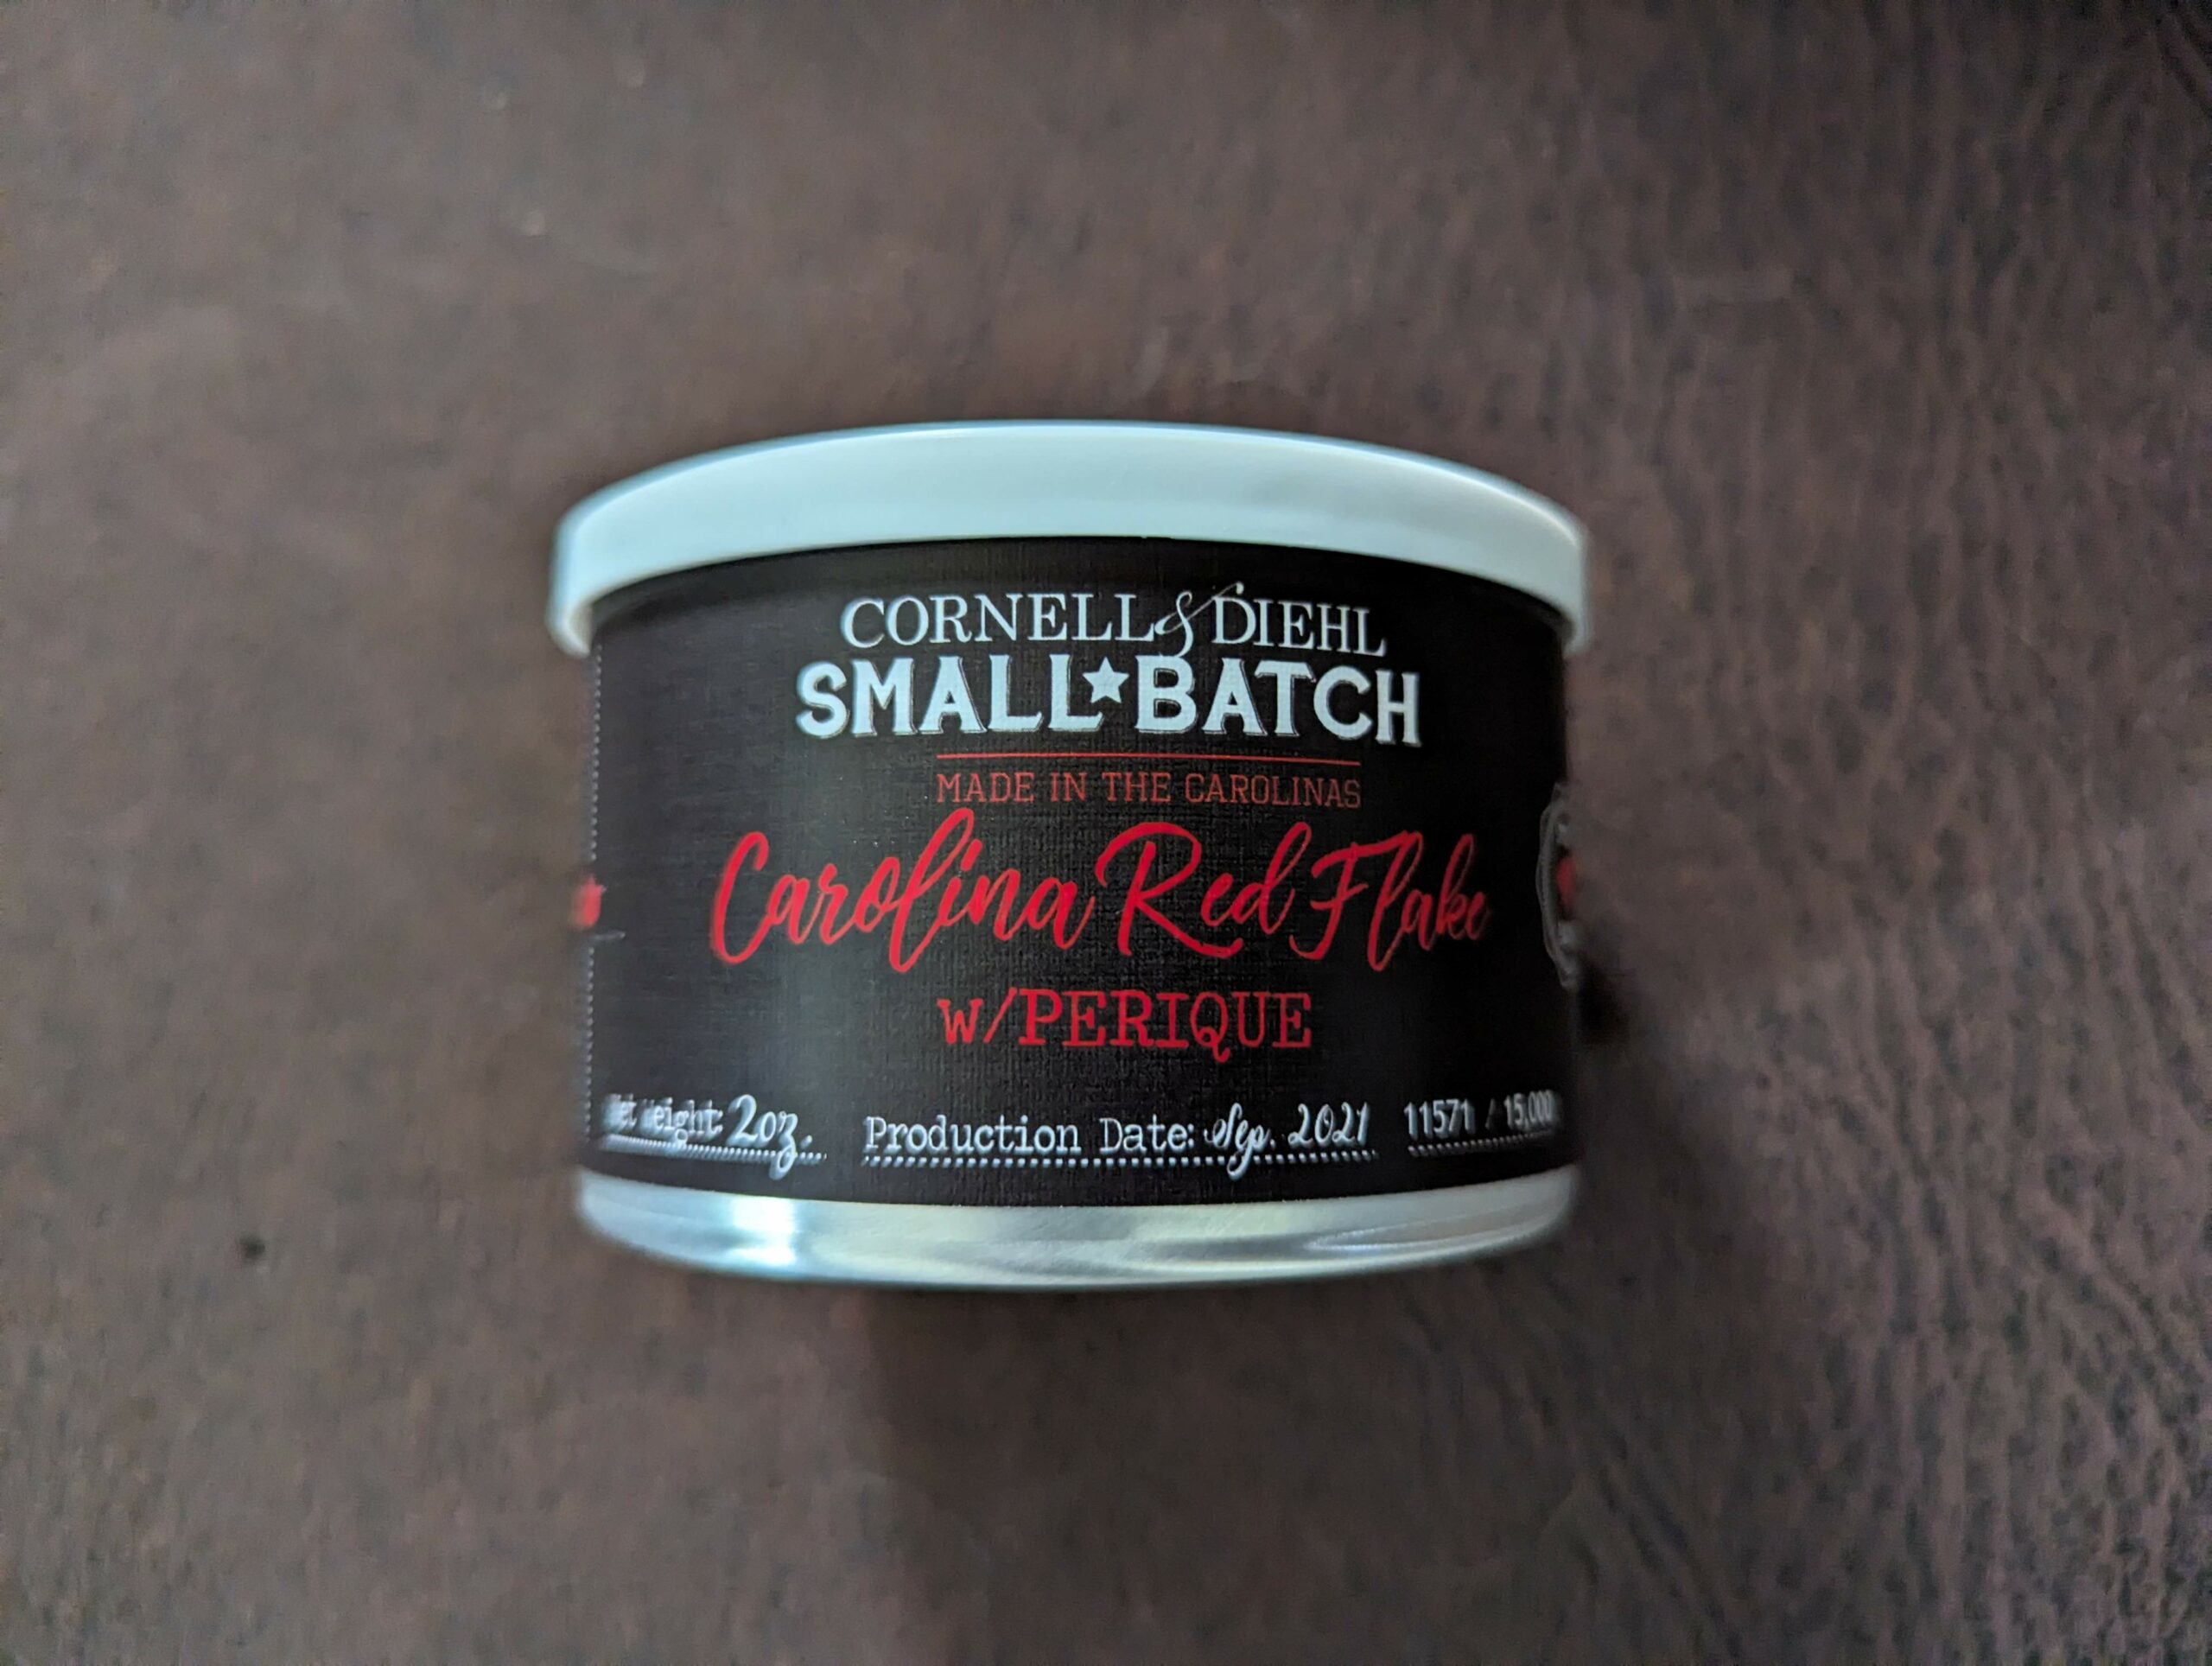 CORNELL & DIEHL
SMALL★BATCH
MADE IN THE CAROLINAS
Carolina Red Flake
w/PERIQUE
Net Weight: 2oz. Production Date: Sep. 2021 11571 / 15,000